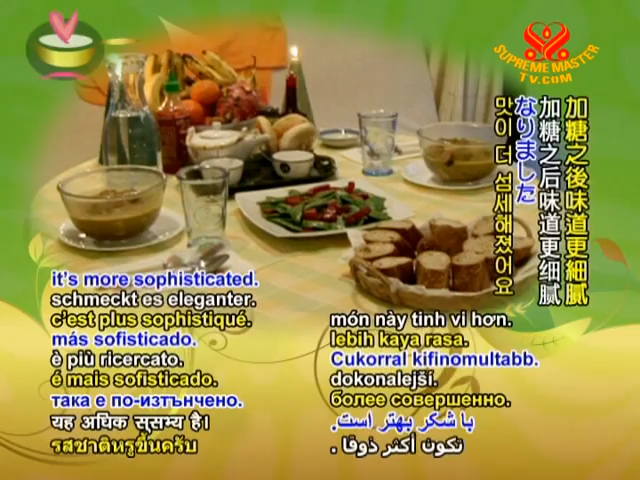 SUPREME MASTER
TV.COM
加糖之後味道更細膩
加糖之后味道更细腻
なりました
맛이 더 섬세해졌어요
it's more sophisticated.
schmeckt es eleganter.
c'est plus sophistiqué.
más sofisticado.
è più ricercato.
é mais sofisticado.
така е по-изтънчено.
यह अधिक सुसभ्य है।
รสชาติหรูขึ้นครับ
món này tinh vi hơn.
lebih kaya rasa.
Cukorral kifinomultabb.
dokonalejší.
более совершенно.
با شکر بهتر است.
تكون أكثر ذوقا .